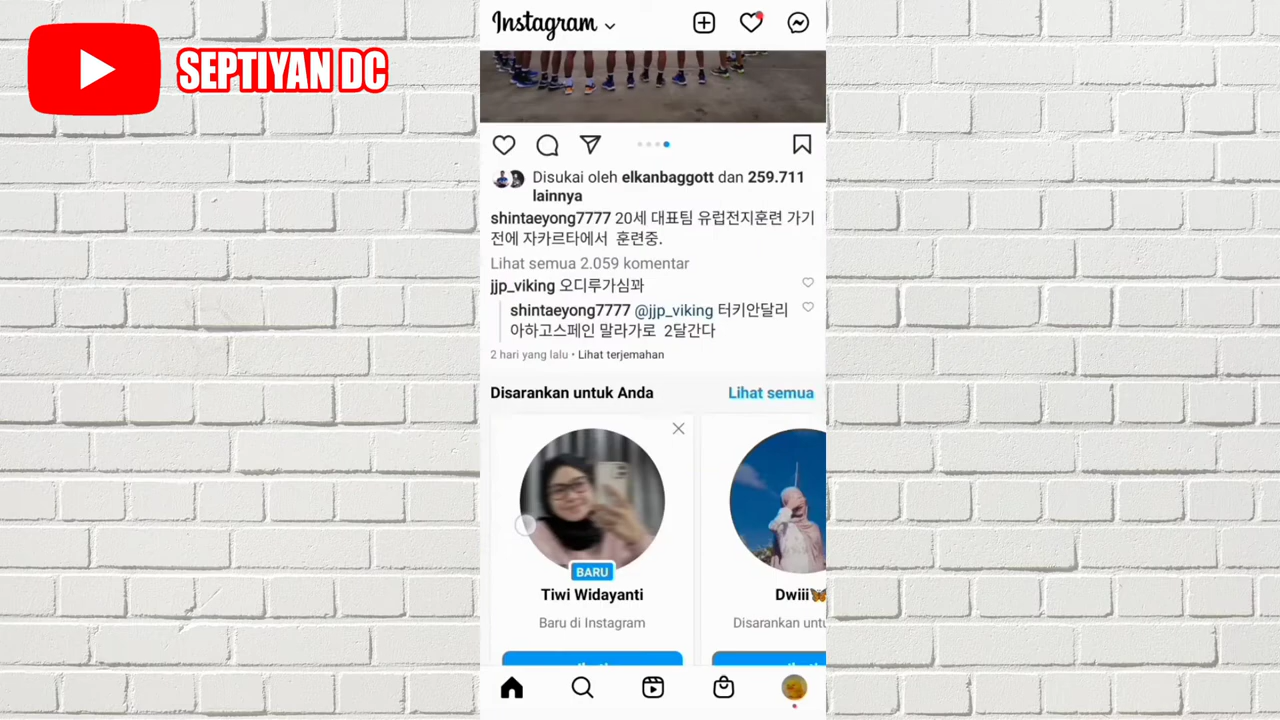 SEPTIYAN DC
Instagram
Disukai oleh elkanbaggott dan 259.711
lainnya
shintaeyong7777 20세 대표팀 유럽전지훈련 가기
전에 자카르타에서 훈련중.
Lihat semua 2.059 komentar
jjp_viking 오디루가심꽈
shintaeyong7777 @jjp_viking 터키안달리
아하고스페인 말라가로 2달간다
2 hari yang lalu • Lihat terjemahan
Disarankan untuk Anda
Lihat semua
BARU
Tiwi Widayanti
Baru di Instagram
Dwiii🦋
Disarankan untu